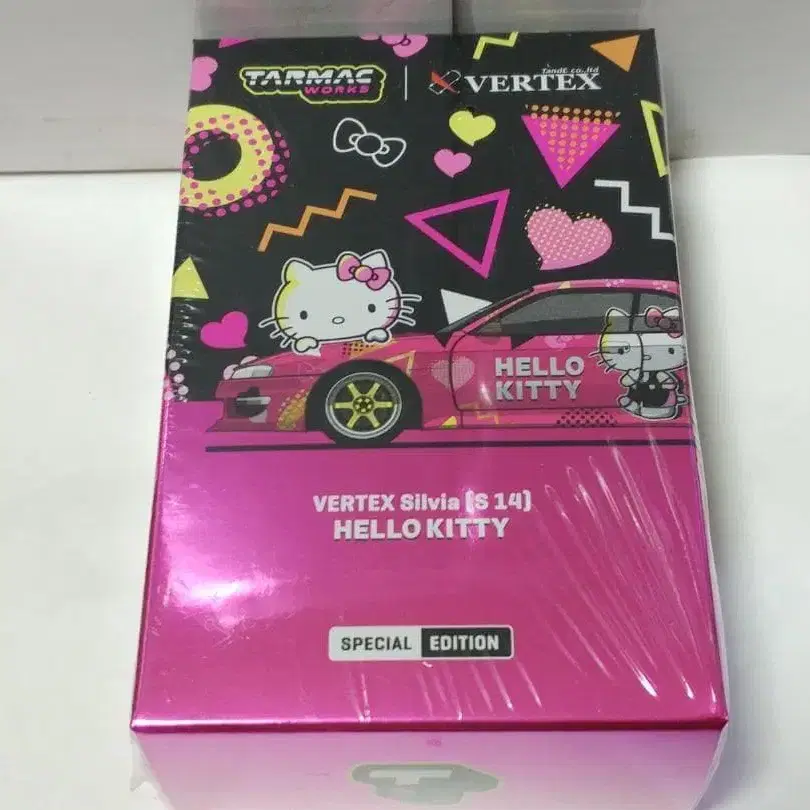 TARMAC
WORKS
TandE co.,ltd
VERTEX
HELLO
KITTY
VERTEX Silvia [S 14]
HELLO KITTY
SPECIAL EDITION